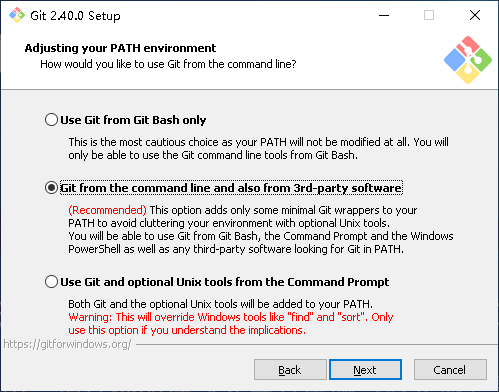 Git 2.40.0 Setup
Adjusting your PATH environment
How would you like to use Git from the command line?
Use Git from Git Bash only
This is the most cautious choice as your PATH will not be modified at all. You will
only be able to use the Git command line tools from Git Bash.
Git from the command line and also from 3rd-party software
(Recommended) This option adds only some minimal Git wrappers to your
PATH to avoid cluttering your environment with optional Unix tools.
You will be able to use Git from Git Bash, the Command Prompt and the Windows
PowerShell as well as any third-party software looking for Git in PATH.
Use Git and optional Unix tools from the Command Prompt
Both Git and the optional Unix tools will be added to your PATH.
Warning: This will override Windows tools like "find" and "sort". Only
use this option if you understand the implications.
https://gitforwindows.org/
Back
Next
Cancel